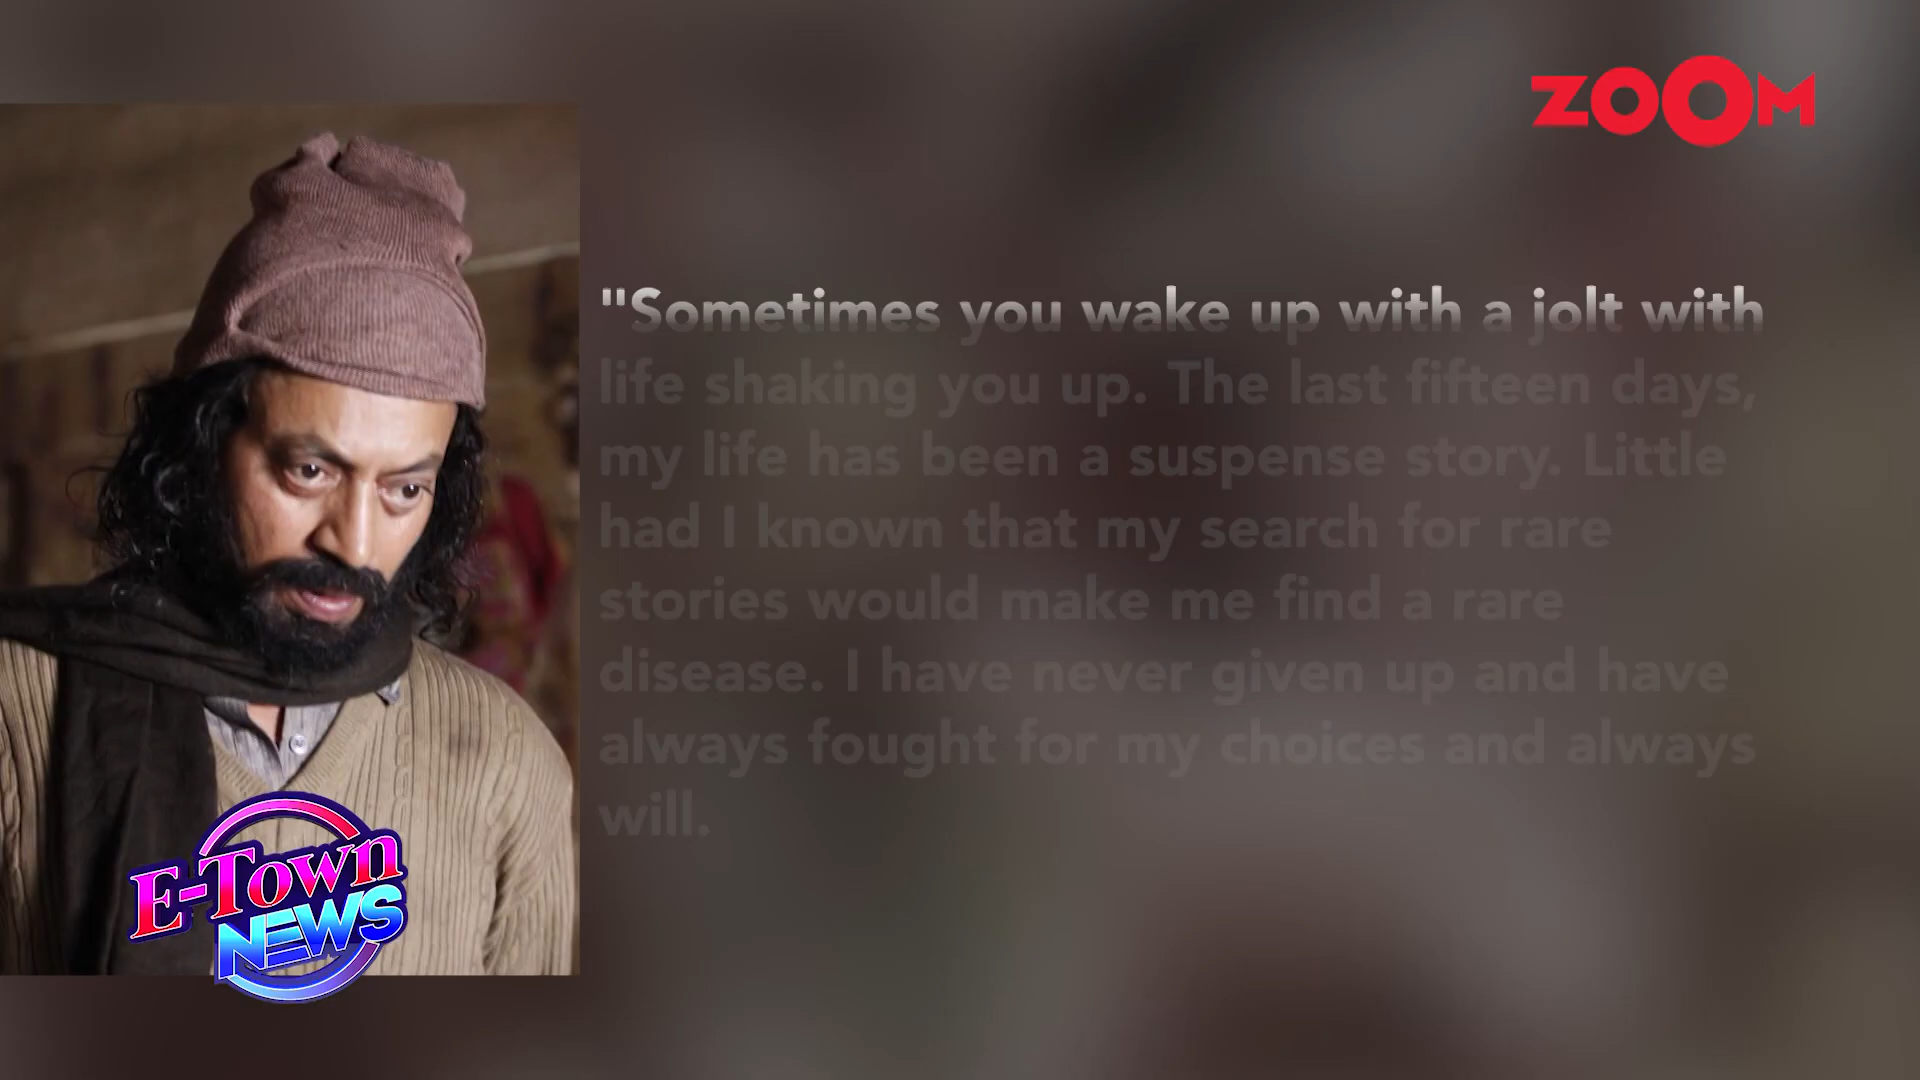 ZOOM
"Sometimes you wake up with a jolt with
life shaking you up. The last fifteen days,
my life has been a suspense story. Little
had I known that my search for rare
stories would make me find a rare
disease. I have never given up and have
always fought for my choices and always
will.
E-Town
NEWS